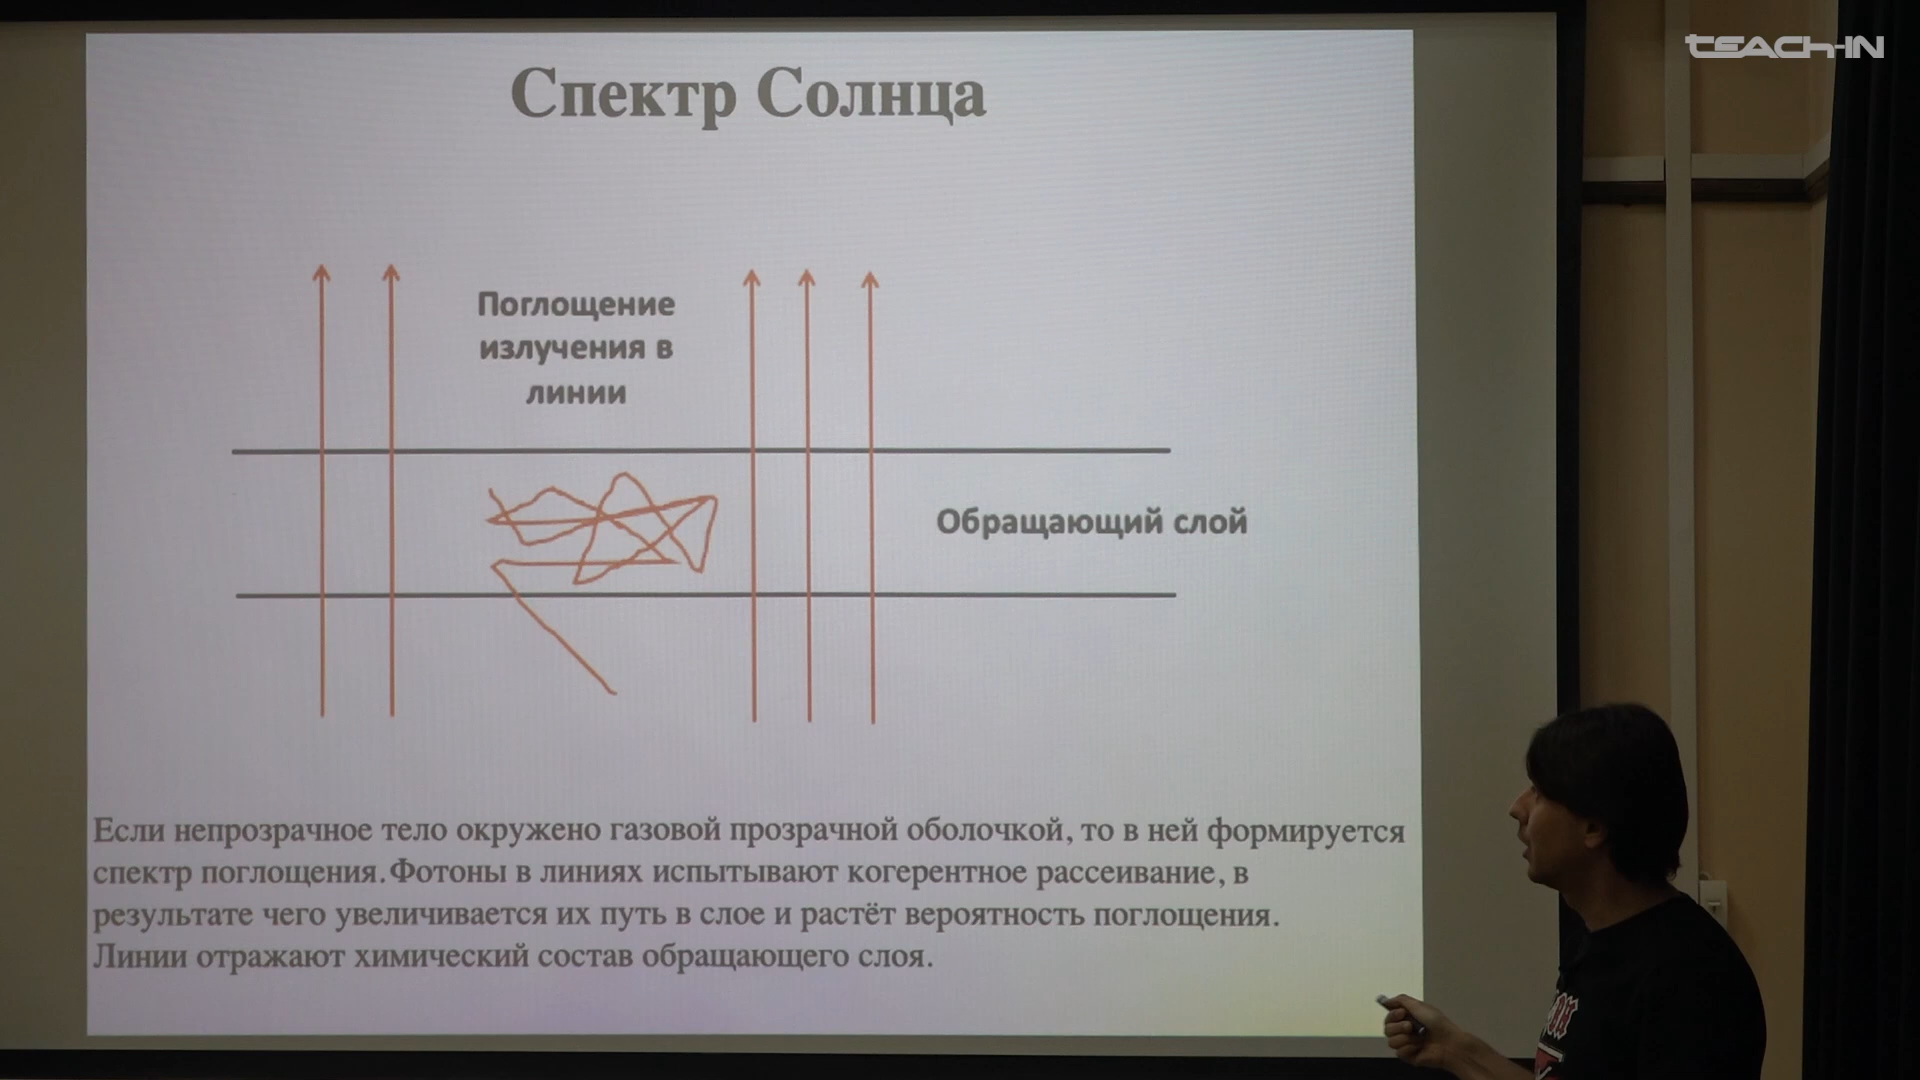 teach-in
Спектр Солнца
Поглощение
излучения в
линии
Обращающий слой
Если непрозрачное тело окружено газовой прозрачной оболочкой, то в ней формируется
спектр поглощения.Фотоны в линиях испытывают когерентное рассеивание, в
результате чего увеличивается их путь в слое и растёт вероятность поглощения.
Линии отражают химический состав обращающего слоя.